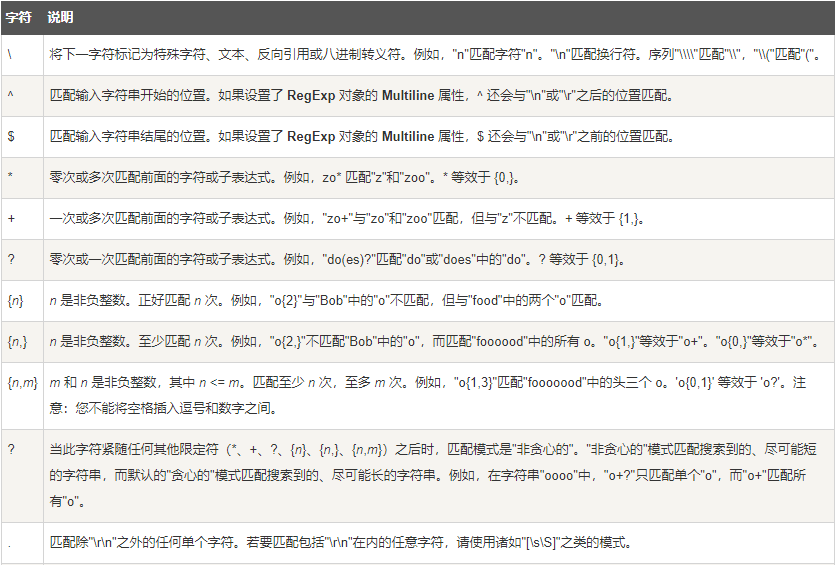 字符 说明
\ 将下一字符标记为特殊字符、文本、反向引用或八进制转义符。例如，"n"匹配字符"n"。"\n"匹配换行符。序列"\\\\"匹配"\\"，"\\("匹配"("。
^ 匹配输入字符串开始的位置。如果设置了 RegExp 对象的 Multiline 属性，^ 还会与"\n"或"\r"之后的位置匹配。
$ 匹配输入字符串结尾的位置。如果设置了 RegExp 对象的 Multiline 属性，$ 还会与"\n"或"\r"之前的位置匹配。
* 零次或多次匹配前面的字符或子表达式。例如，zo* 匹配"z"和"zoo"。* 等效于 {0,}。
+ 一次或多次匹配前面的字符或子表达式。例如，"zo+"与"zo"和"zoo"匹配，但与"z"不匹配。+ 等效于 {1,}。
? 零次或一次匹配前面的字符或子表达式。例如，"do(es)?"匹配"do"或"does"中的"do"。? 等效于 {0,1}。
{n} n 是非负整数。正好匹配 n 次。例如，"o{2}"与"Bob"中的"o"不匹配，但与"food"中的两个"o"匹配。
{n,} n 是非负整数。至少匹配 n 次。例如，"o{2,}"不匹配"Bob"中的"o"，而匹配"foooood"中的所有 o。"o{1,}"等效于"o+"。"o{0,}"等效于"o*"。
{n,m} m 和 n 是非负整数，其中 n <= m。匹配至少 n 次，至多 m 次。例如，"o{1,3}"匹配"fooooood"中的头三个 o。'o{0,1}' 等效于 'o?'。注
意：您不能将空格插入逗号和数字之间。
? 当此字符紧随任何其他限定符（*、+、?、{n}、{n,}、{n,m}）之后时，匹配模式是"非贪心的"。"非贪心的"模式匹配搜索到的、尽可能短
的字符串，而默认的"贪心的"模式匹配搜索到的、尽可能长的字符串。例如，在字符串"oooo"中，"o+?"只匹配单个"o"，而"o+"匹配所
有"o"。
. 匹配除"\r\n"之外的任何单个字符。若要匹配包括"\r\n"在内的任意字符，请使用诸如"[\s\S]"之类的模式。